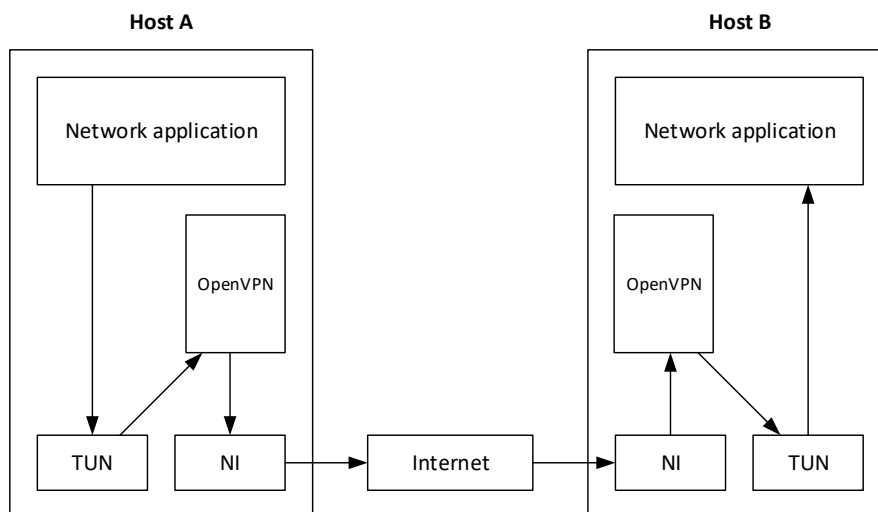 Host A
Host B
Network application
Network application
OpenVPN
OpenVPN
TUN
NI
Internet
NI
TUN